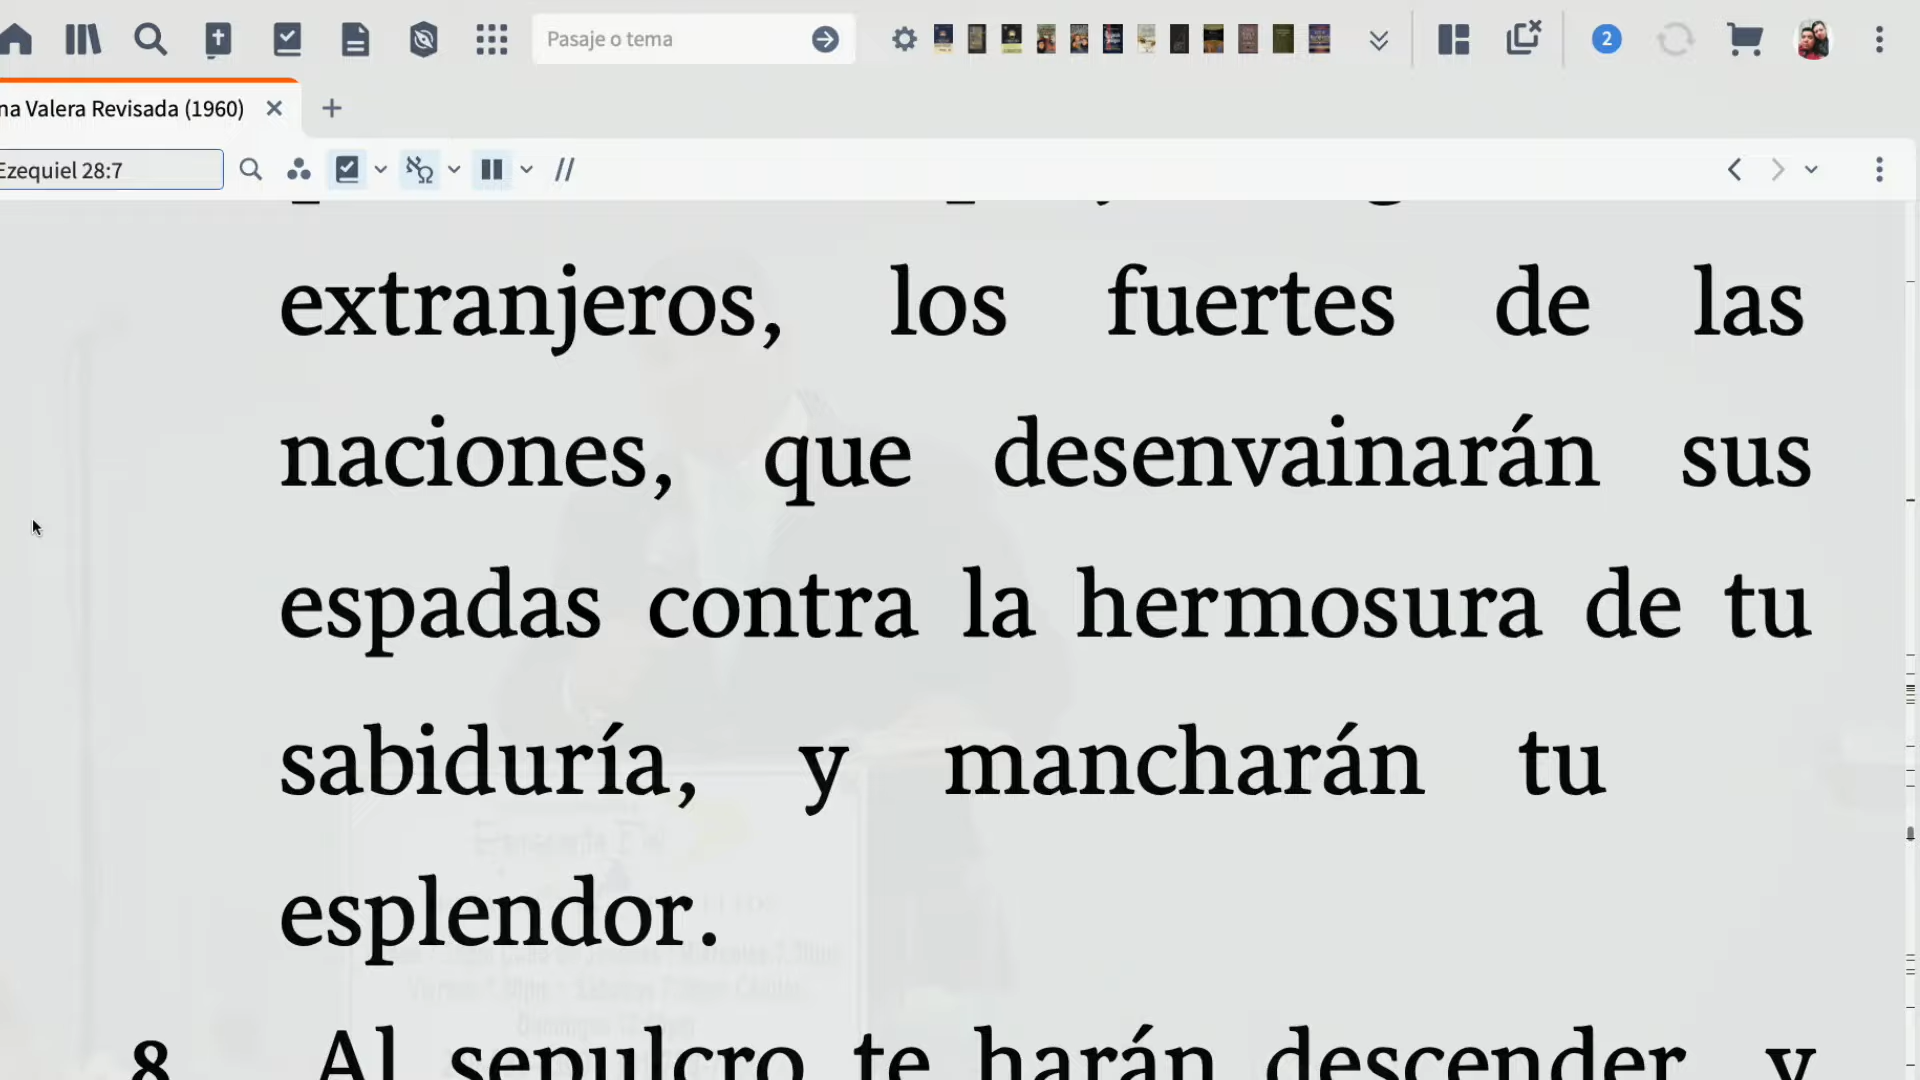 Pasaje o tema
2
na Valera Revisada (1960)
Ezequiel 28:7
extranjeros, los fuertes de las
naciones, que desenvainarán sus
espadas contra la hermosura de tu
sabiduría, y mancharán tu
esplendor.
8 Al sepulcro te harán descender, y